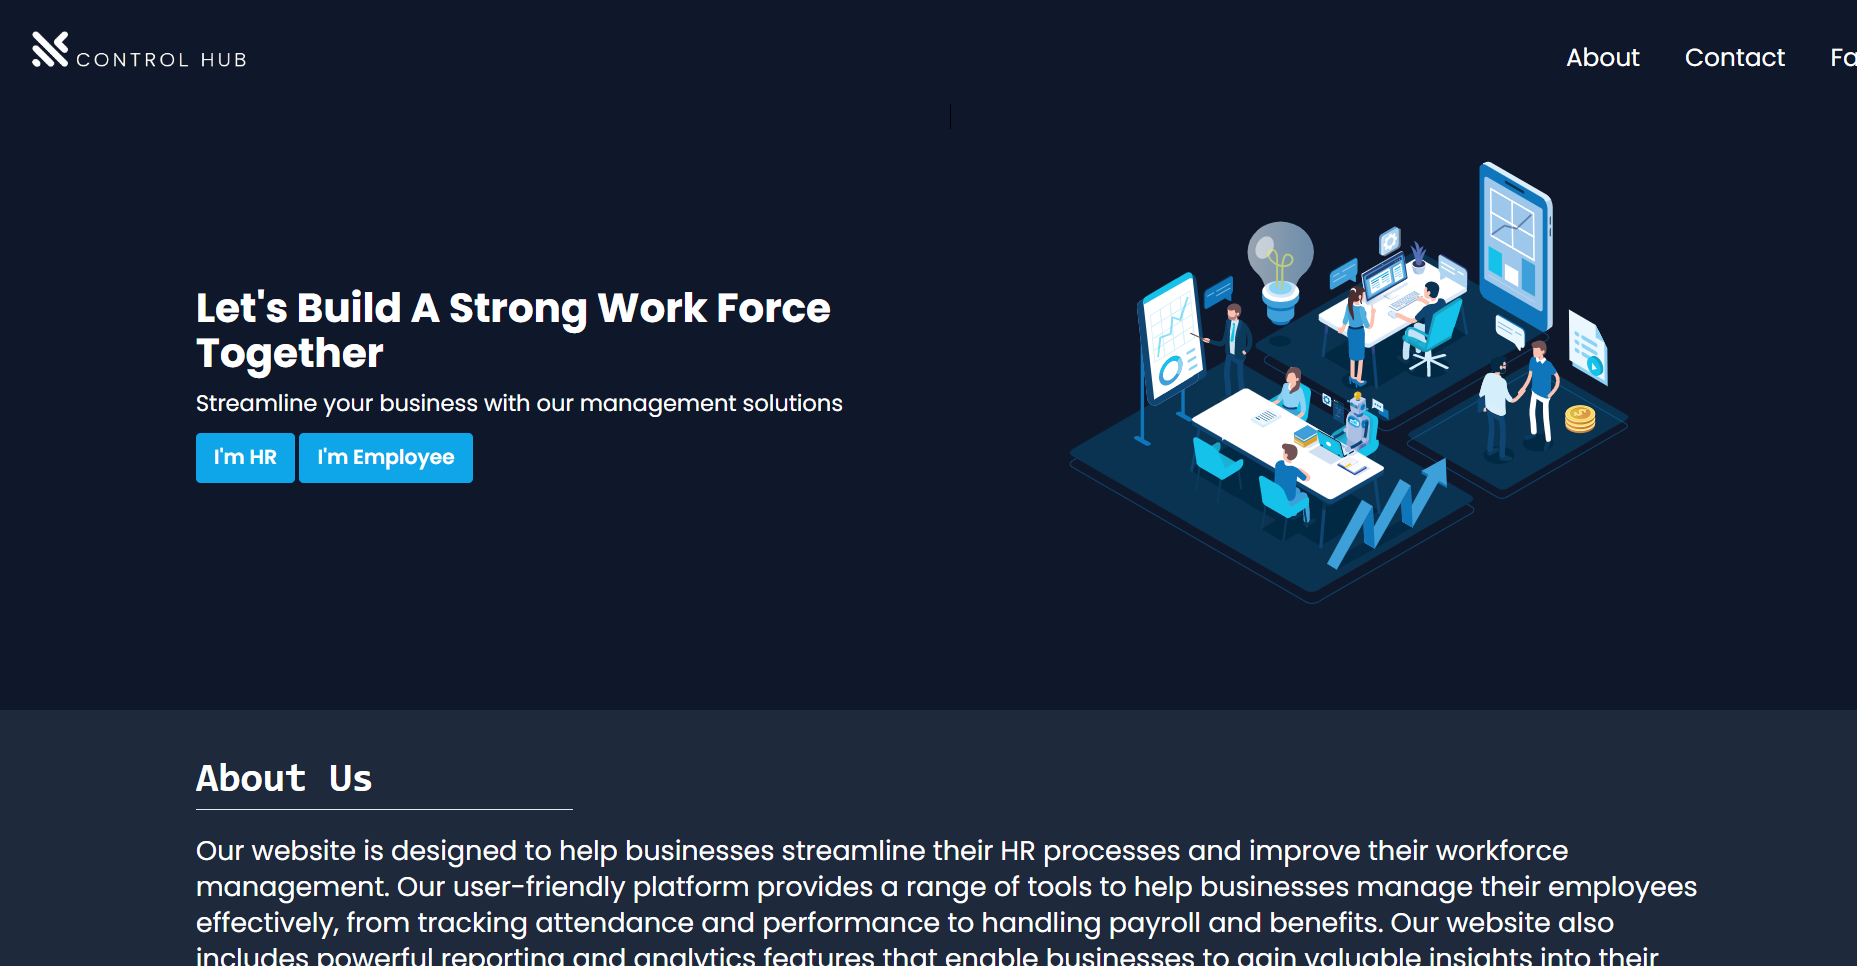 CONTROL HUB
About Contact Fa
Let's Build A Strong Work Force
Together
Streamline your business with our management solutions
I'm HR I'm Employee
About Us
Our website is designed to help businesses streamline their HR processes and improve their workforce
management. Our user-friendly platform provides a range of tools to help businesses manage their employees
effectively, from tracking attendance and performance to handling payroll and benefits. Our website also
includes powerful reporting and analytics features that enable businesses to gain valuable insights into their